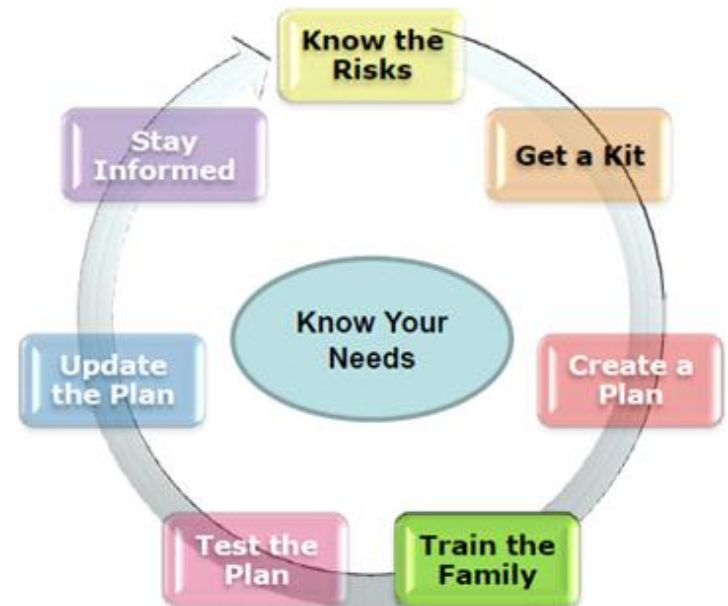 Know the
Risks
Get a Kit
Create a
Plan
Train the
Family
Test the
Plan
Update
the Plan
Stay
Informed
Know Your
Needs